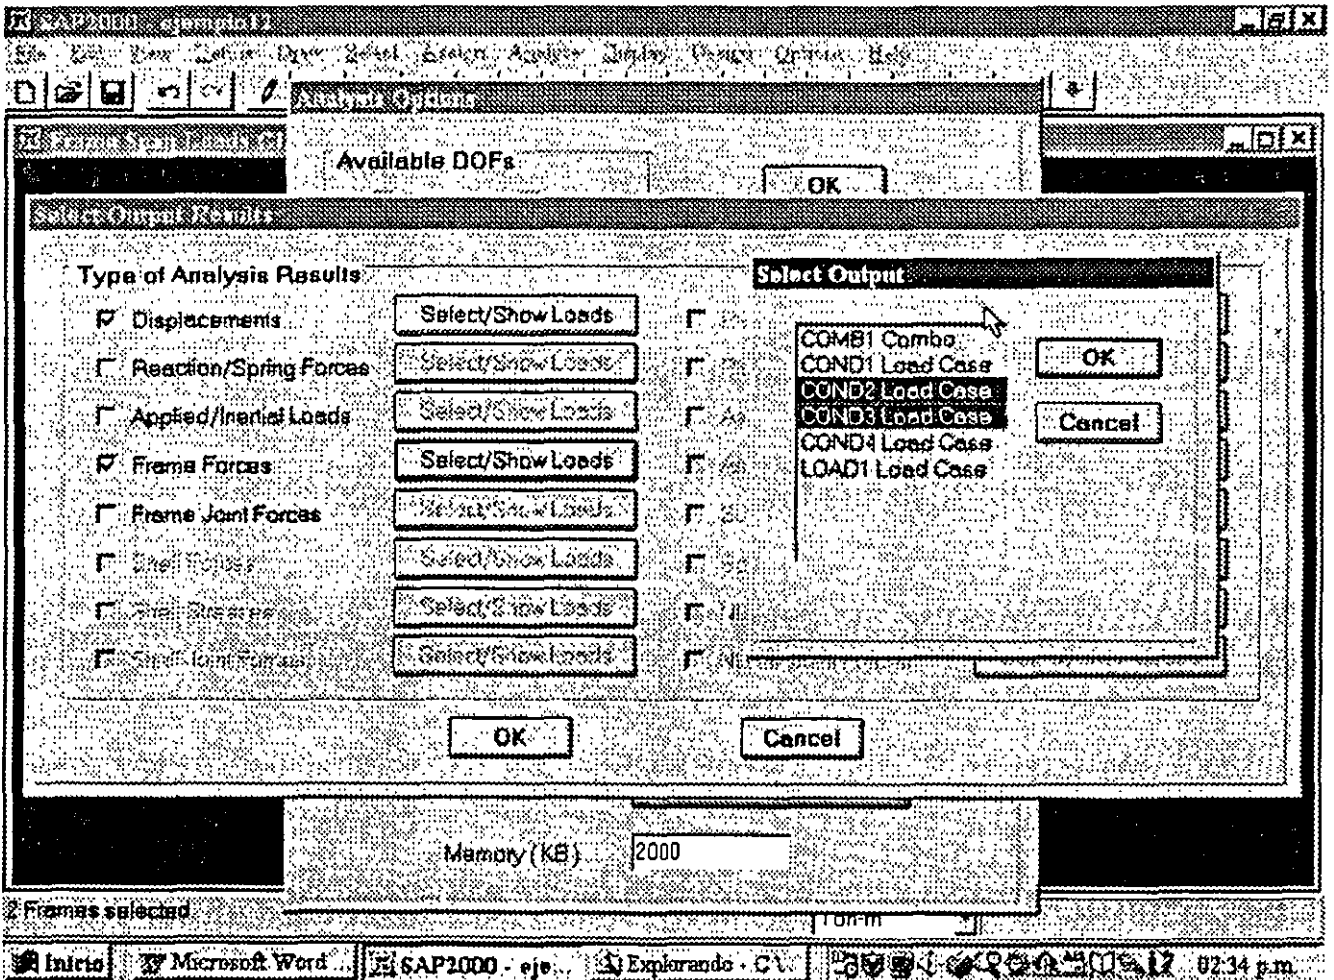 SAP2000 - ejemplo12
File Edit View Define Draw Select Assign Analyze Display Design Options Help
Analysis Options
Frame Span Loads
Available DOFs
OK
Select Output Results
Type of Analysis Results
Select Output
Displacements
Select/Show Loads
Reaction/Spring Forces
Select/Show Loads
Applied/Inertial Loads
Select/Show Loads
Frame Forces
Select/Show Loads
Frame Joint Forces
Select/Show Loads
Shell Forces
Select/Show Loads
Shell Stresses
Select/Show Loads
Shell Joint Forces
Select/Show Loads
COMB1 Combo
COND1 Load Case
COND2 Load Case
COND3 Load Case
COND4 Load Case
LOAD1 Load Case
OK
Cancel
OK
Cancel
Memory (KB)
2000
2 Frames selected
Ton-m
Inicio
Microsoft Word ...
SAP2000 - eje...
Explorando - C:\
02:34 p.m.